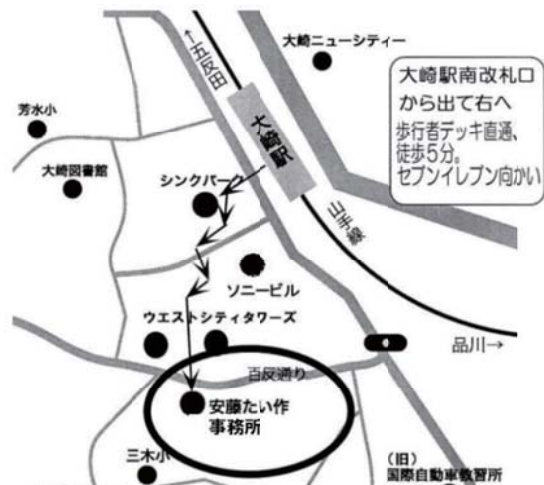 ←五反田
大崎ニューシティー
大崎駅南改札口
から出て右へ
歩行者デッキ直通、
徒歩5分。
セブンイレブン向かい
大崎駅
芳水小
大崎図書館
シンクパーク
山手線
ソニービル
ウエストシティタワーズ
品川→
百反通り
安藤たい作
事務所
三木小
(旧)
国際自動車教習所